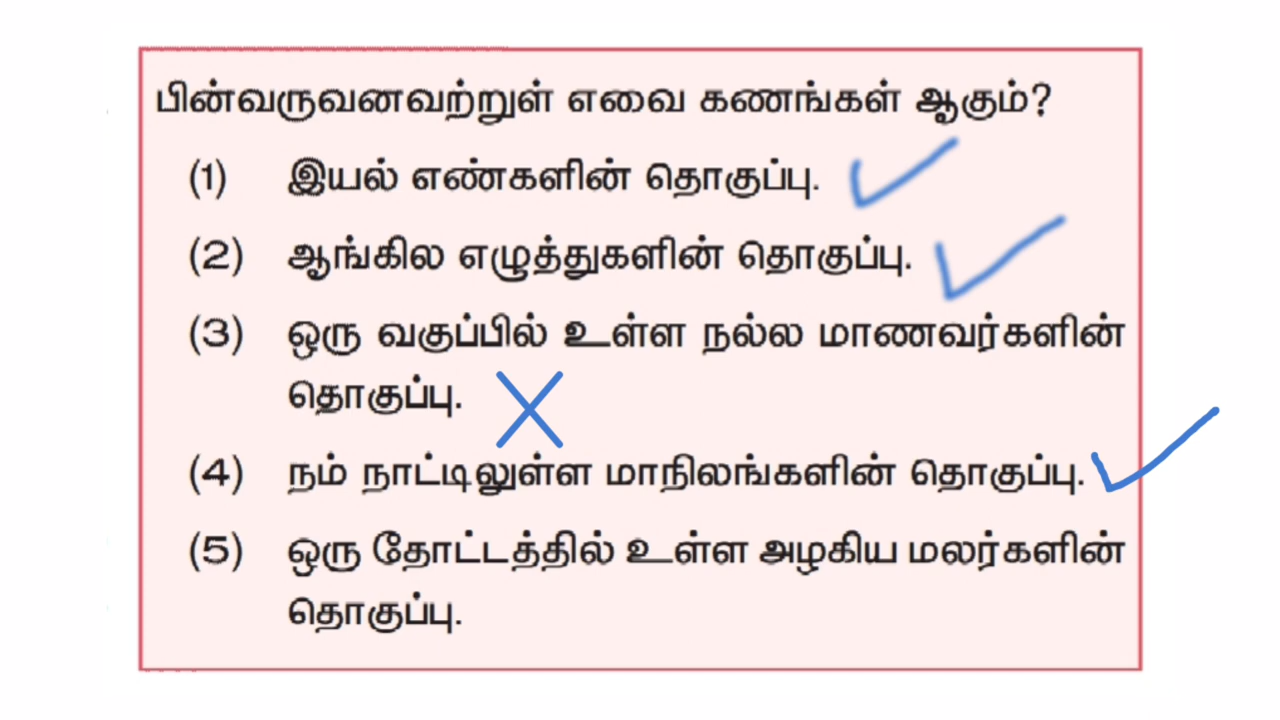 பின்வருவனவற்றுள் எவை கணங்கள் ஆகும்?
(1) இயல் எண்களின் தொகுப்பு.
(2) ஆங்கில எழுத்துகளின் தொகுப்பு.
(3) ஒரு வகுப்பில் உள்ள நல்ல மாணவர்களின்
தொகுப்பு.
(4) நம் நாட்டிலுள்ள மாநிலங்களின் தொகுப்பு.
(5) ஒரு தோட்டத்தில் உள்ள அழகிய மலர்களின்
தொகுப்பு.